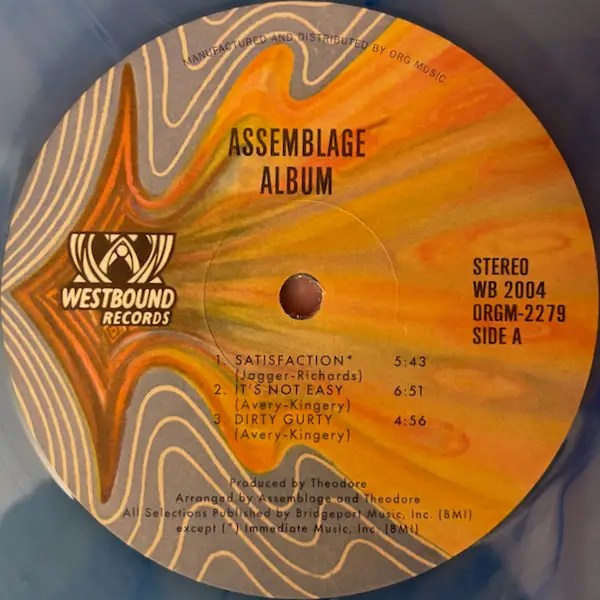 MANUFACTURED AND DISTRIBUTED BY ORG MUSIC.
ASSEMBLAGE
ALBUM
WESTBOUND
RECORDS
STEREO
WB 2004
ORGM-2279
SIDE A
1. SATISFACTION* 5:43
(Jagger-Richards)
2. IT'S NOT EASY 6:51
(Avery-Kingery)
3. DIRTY GURTY 4:56
(Avery-Kingery)
Produced by Theodore
Arranged by Assemblage and Theodore
All Selections Published by Bridgeport Music, Inc. (BMI)
except (*) Immediate Music, Inc. (BMI)